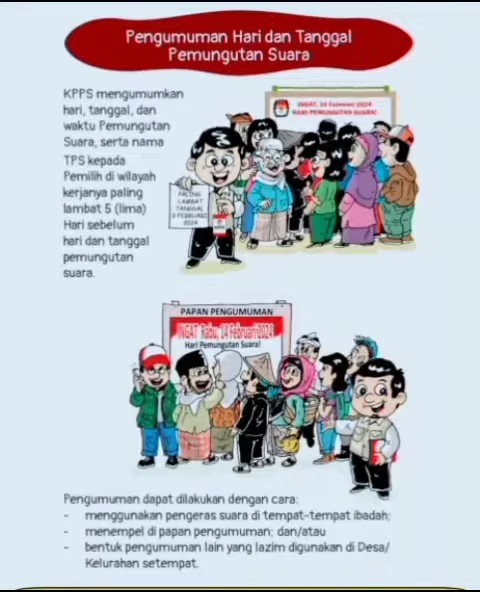 Pengumuman Hari dan Tanggal
Pemungutan Suara
KPPS mengumumkan
hari, tanggal, dan
waktu Pemungutan
Suara, serta nama
TPS kepada
Pemilih di wilayah
kerjanya paling
lambat 5 (lima)
Hari sebelum
hari dan tanggal
pemungutan
suara.
INGAT, 14 Februari 2024
HARI PEMUNGUTAN SUARA!
PALING
LAMBAT
TANGGAL
9 FEBRUARI
2024
PAPAN PENGUMUMAN
INGAT Rabu, 14 Februari 2024
Hari Pemungutan Suara!
Pengumuman dapat dilakukan dengan cara:
- menggunakan pengeras suara di tempat-tempat ibadah;
- menempel di papan pengumuman; dan/atau
- bentuk pengumuman lain yang lazim digunakan di Desa/
Kelurahan setempat.